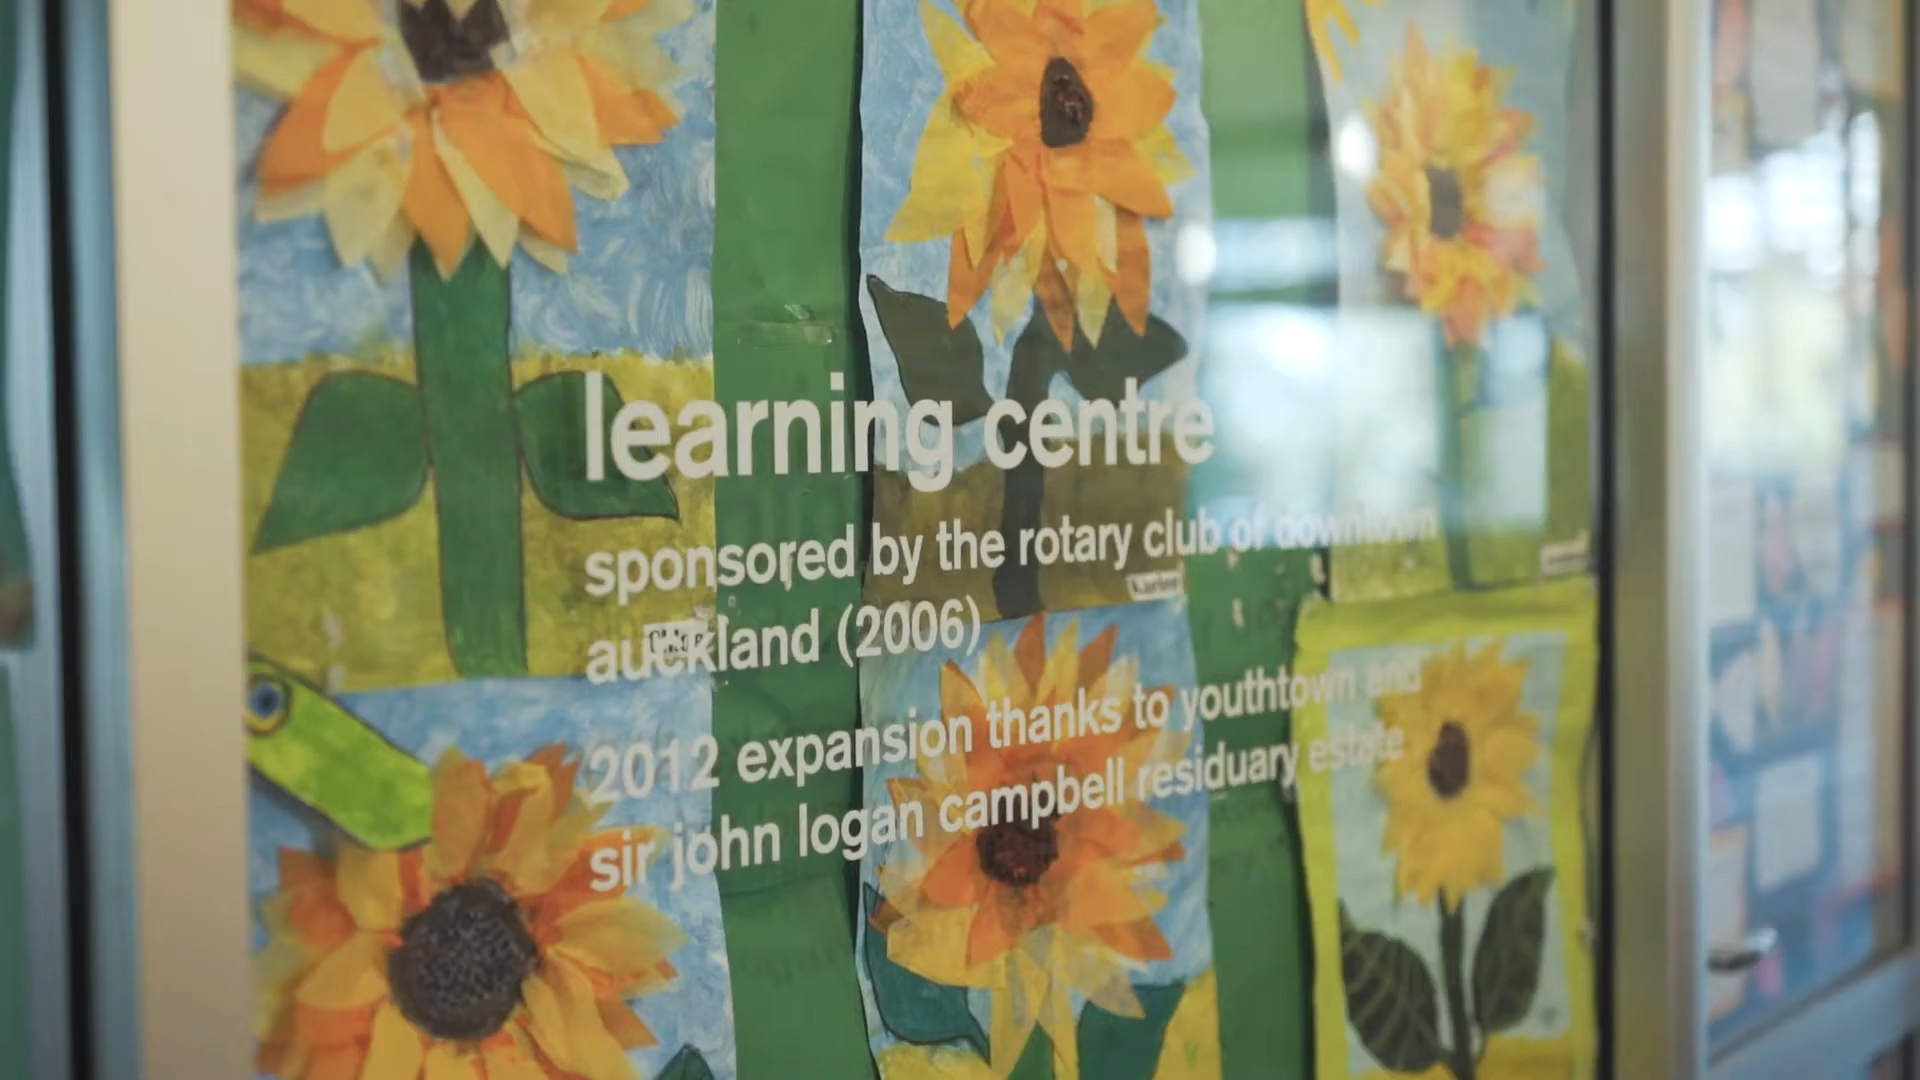 learning centre
sponsored by the rotary club of downtown
auckland (2006)
2012 expansion thanks to youthtown and
sir john logan campbell residuary estate